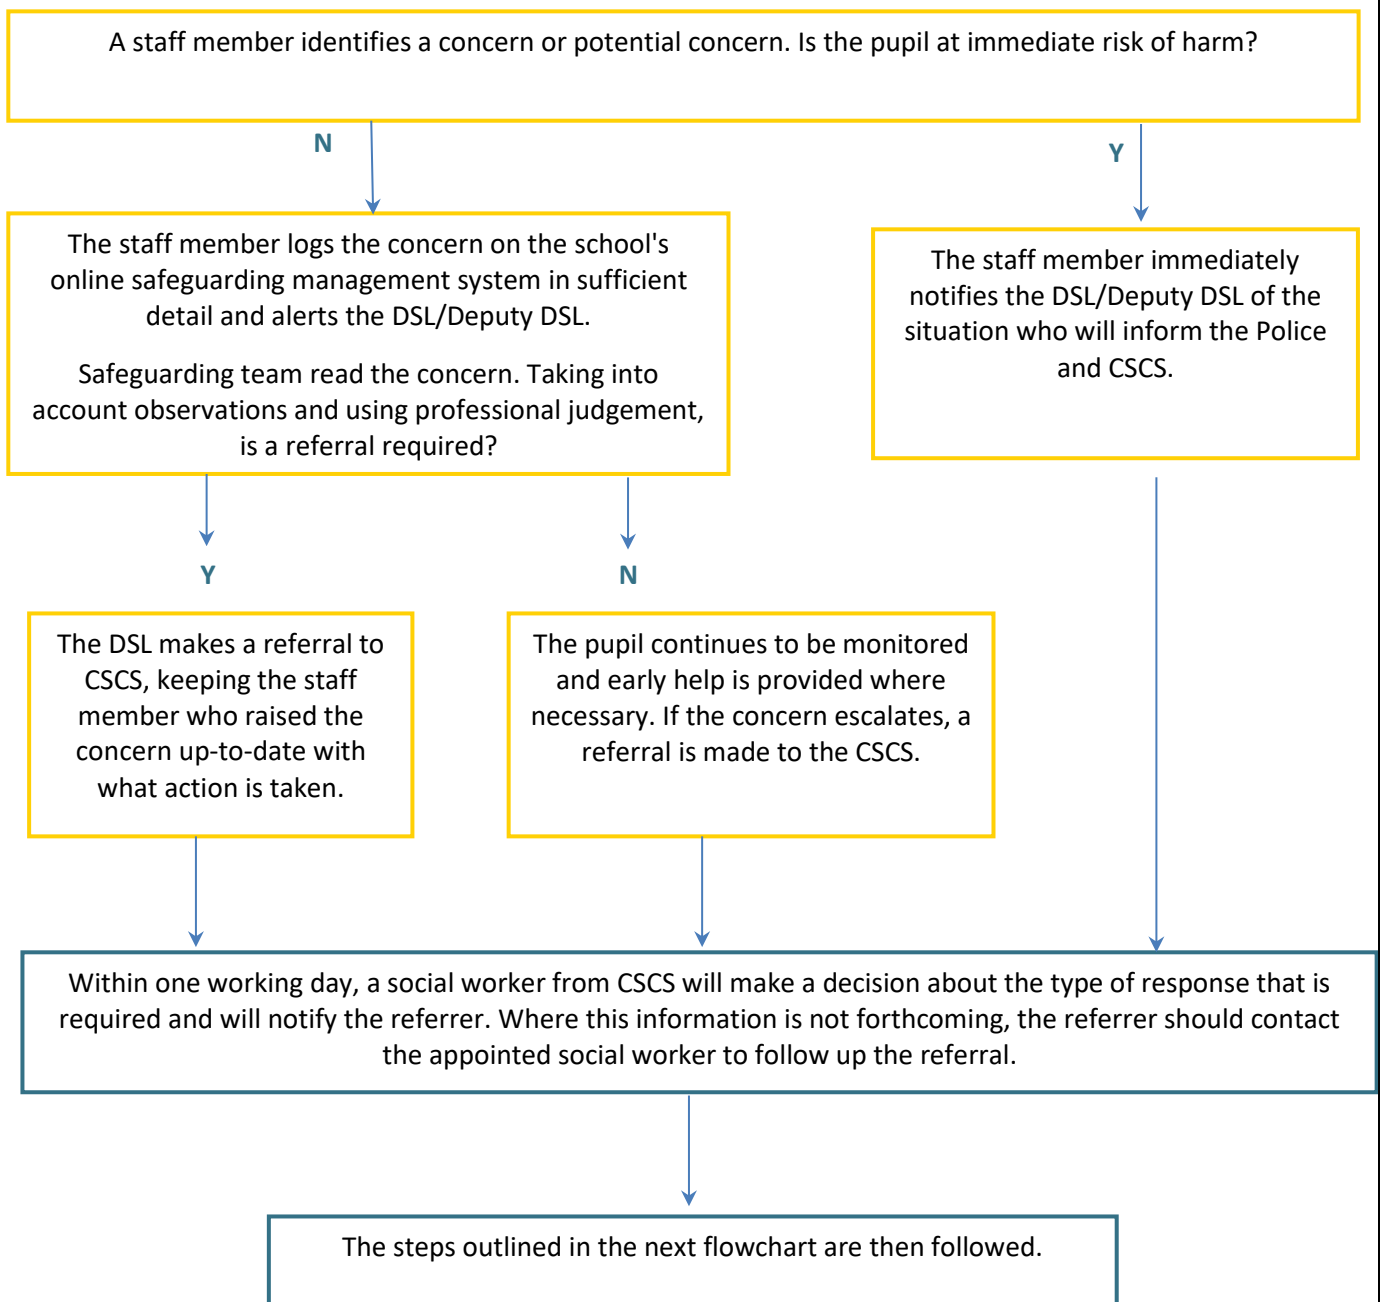 A staff member identifies a concern or potential concern. Is the pupil at immediate risk of harm?
N
Y
The staff member logs the concern on the school's
online safeguarding management system in sufficient
detail and alerts the DSL/Deputy DSL.
Safeguarding team read the concern. Taking into
account observations and using professional judgement,
is a referral required?
The staff member immediately
notifies the DSL/Deputy DSL of the
situation who will inform the Police
and CSCS.
Y
N
The DSL makes a referral to
CSCS, keeping the staff
member who raised the
concern up-to-date with
what action is taken.
The pupil continues to be monitored
and early help is provided where
necessary. If the concern escalates, a
referral is made to the CSCS.
Within one working day, a social worker from CSCS will make a decision about the type of response that is
required and will notify the referrer. Where this information is not forthcoming, the referrer should contact
the appointed social worker to follow up the referral.
The steps outlined in the next flowchart are then followed.